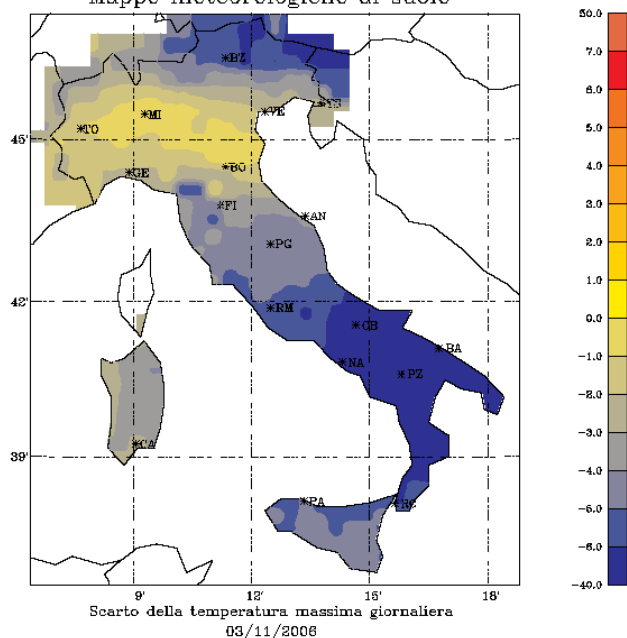 Mappe meteorologiche al suolo
50.0
7.0
6.0
5.0
4.0
3.0
2.0
1.0
0.0
-1.0
-2.0
-3.0
-4.0
-5.0
-6.0
-40.0
45°
42°
39°
9°
12°
15°
18°
*BZ
*TS
*MI
*VE
*TO
*BO
*GE
*FI
*AN
*PG
*RM
*CB
*BA
*NA
*PZ
*CA
*PA
*RC
Scarto della temperatura massima giornaliera
03/11/2006